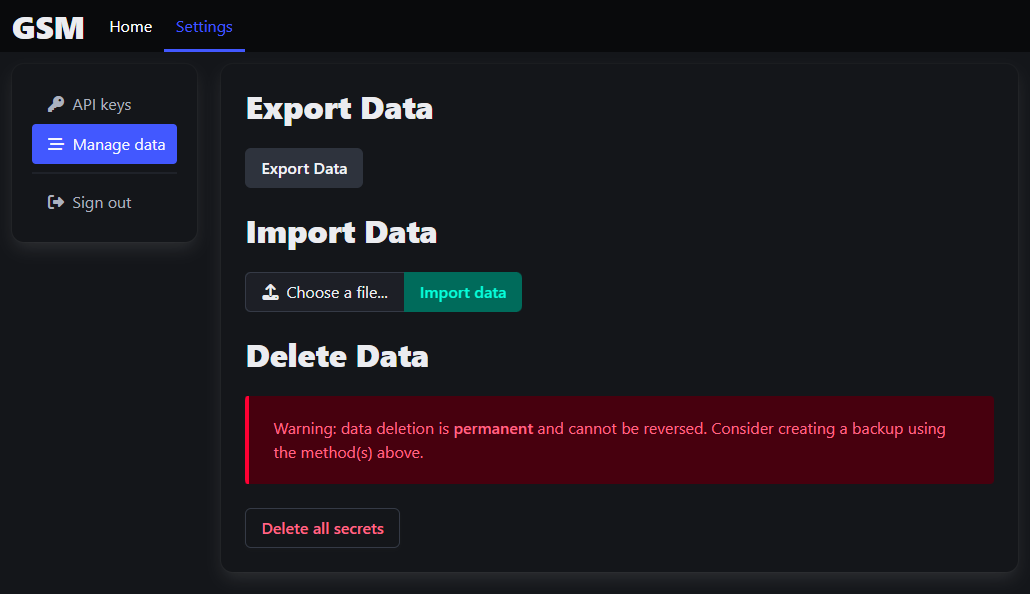 GSM Home Settings
API keys
Manage data
Sign out
Export Data
Export Data
Import Data
Choose a file... Import data
Delete Data
Warning: data deletion is permanent and cannot be reversed. Consider creating a backup using
the method(s) above.
Delete all secrets